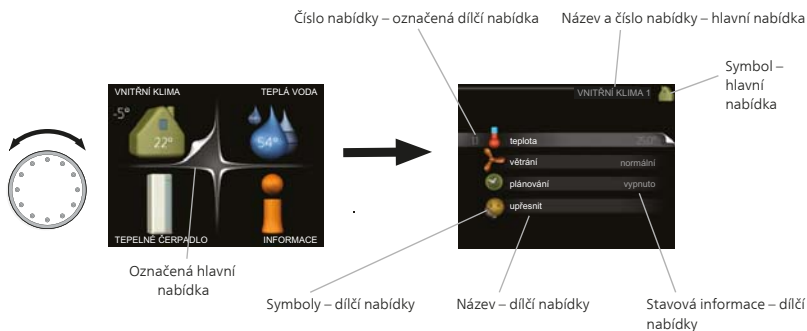 Číslo nabídky – označená dílčí nabídka
Název a číslo nabídky – hlavní nabídka
Symbol –
hlavní
nabídka
VNITŘNÍ KLIMA
TEPLÁ VODA
-5°
22°
54°
TEPELNÉ ČERPADLO
INFORMACE
VNITŘNÍ KLIMA 1
teplota
větrání
normální
plánování
vypnuto
upřesnit
Označená hlavní
nabídka
Symboly – dílčí nabídky
Název – dílčí nabídky
Stavová informace – dílčí
nabídky